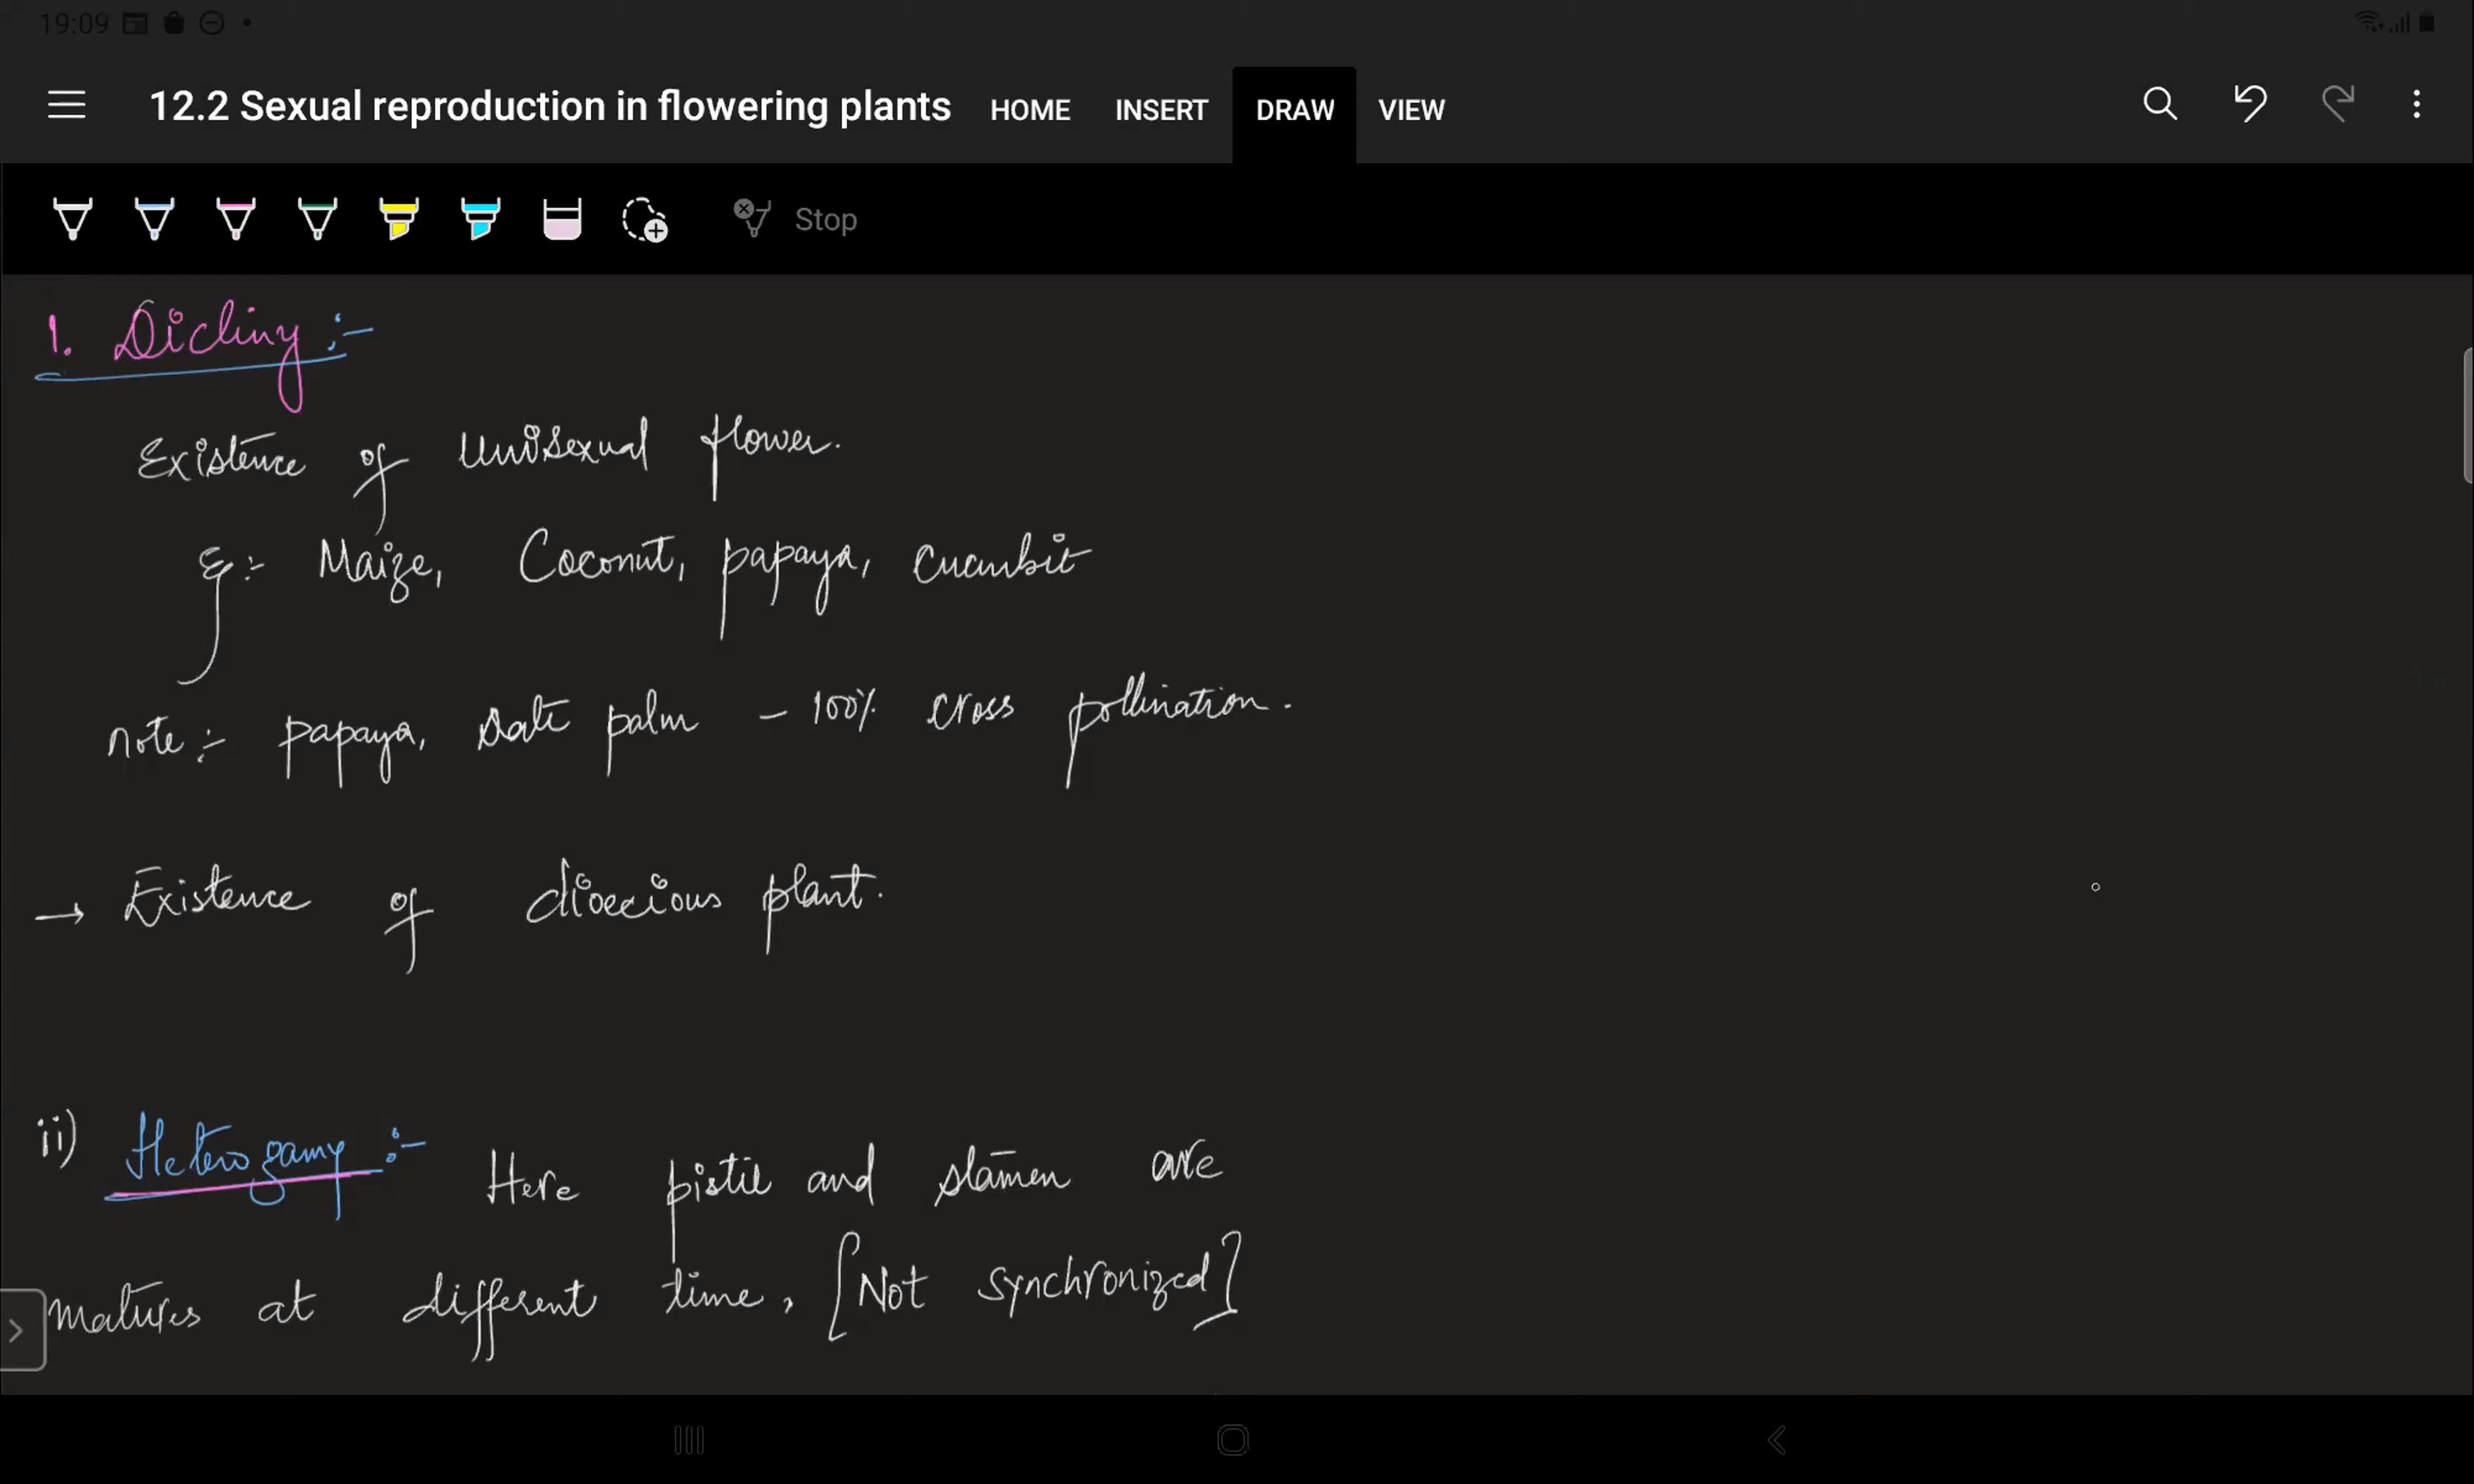 19:09
12.2 Sexual reproduction in flowering plants HOME INSERT DRAW VIEW
Stop
1. Dicliny :-
Existence of Unisexual flower.
Eg :- Maize, Coconut, papaya, cucurbit
note :- papaya, Date palm - 100% cross pollination.
→ Existence of dioecious plant.
ii) Heterogamy :- Here pistil and stamen are
matures at different time, [Not synchronized]